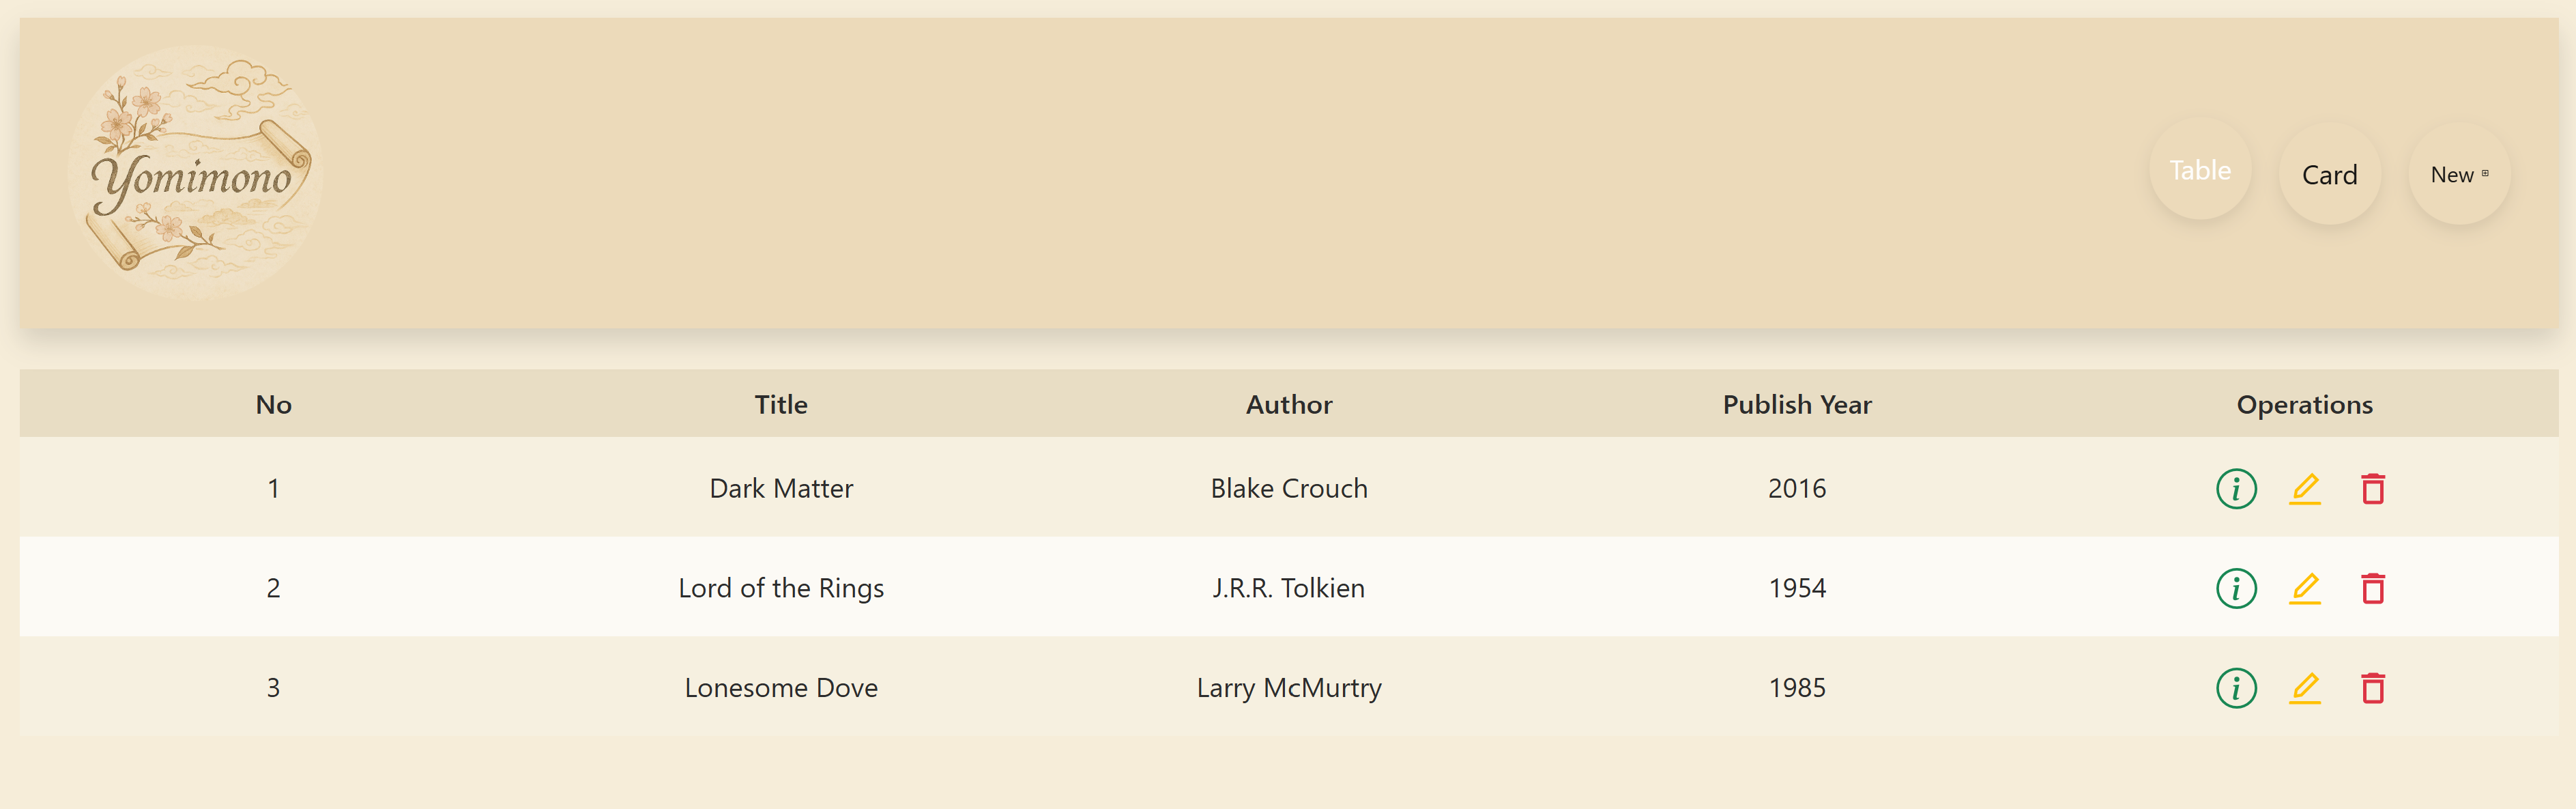 Yomimono
Table Card New
No Title Author Publish Year Operations
1 Dark Matter Blake Crouch 2016
2 Lord of the Rings J.R.R. Tolkien 1954
3 Lonesome Dove Larry McMurtry 1985